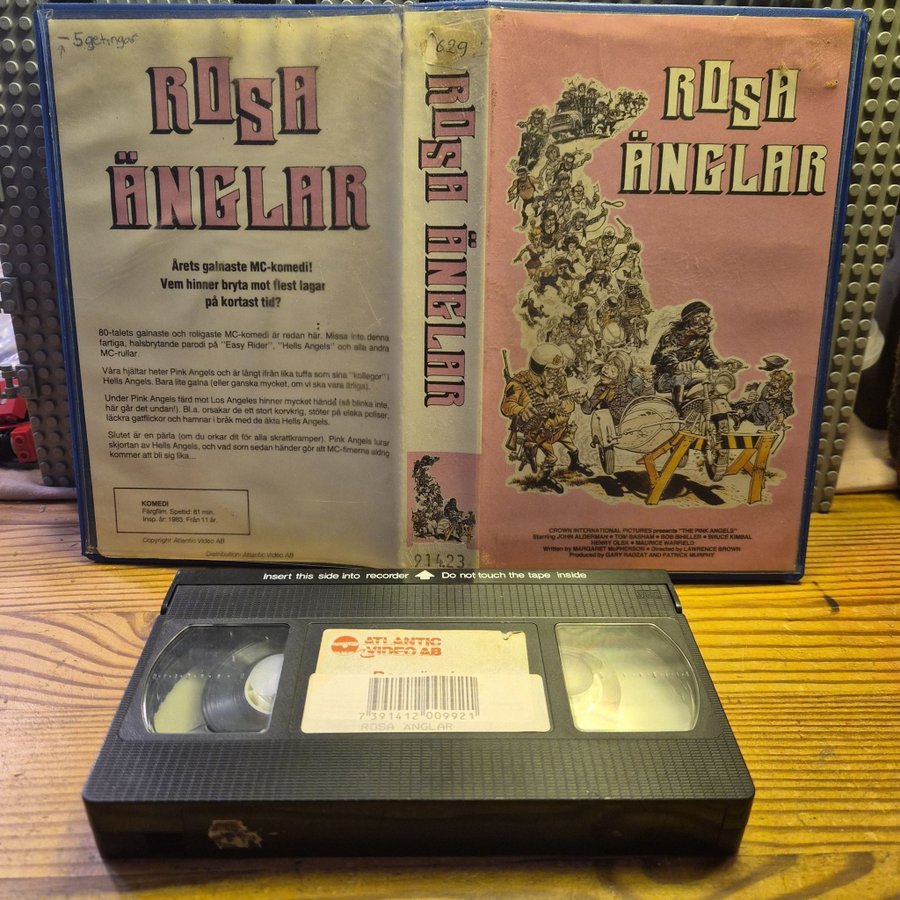 – 5 getingar
ROSA
ÄNGLAR
Årets galnaste MC-komedi!
Vem hinner bryta mot flest lagar
på kortast tid?
80-talets galnaste och roligaste MC-komedi är redan här. Missa inte denna
fartiga, halsbrytande parodi på "Easy Rider", "Hells Angels" och alla andra
MC-rullar.
Våra hjältar heter Pink Angels och är långt ifrån lika tuffa som sina "kollegor" i
Hells Angels. Bara lite galna (eller ganska mycket, om vi ska vara ärliga).
Under Pink Angels färd mot Los Angeles hinner mycket hända (så blinka inte,
här går det undan!). Bl.a. orsakar de ett stort korvkrig, stöter på elaka poliser,
läckra gatflickor och hamnar i bråk med de äkta Hells Angels.
Slutet är en pärla (om du orkar dit för alla skrattkramper). Pink Angels lurar
skjortan av Hells Angels, och vad som sedan händer gör att MC-filmerna aldrig
kommer att bli sig lika...
KOMEDI
Färgfilm. Speltid: 81 min.
Insp. år: 1983. Från 11 år.
Copyright Atlantic Video AB
Distribution: Atlantic Video AB
629
ROSA ÄNGLAR
91423
ROSA
ÄNGLAR
CROWN INTERNATIONAL PICTURES presents "THE PINK ANGELS"
Starring JOHN ALDERMAN • TOM BASHAM • BOB BIHILLER • BRUCE KIMBAL
HENRY OLEK • MAURICE WARFIELD
Written by MARGARET McPHERSON • Directed by LAWRENCE BROWN
Produced by GARY RADZAT AND PATRICK MURPHY
Insert this side into recorder Do not touch the tape inside
ATLANTIC
VIDEO AB
7 391412 009921
ROSA ÄNGLAR